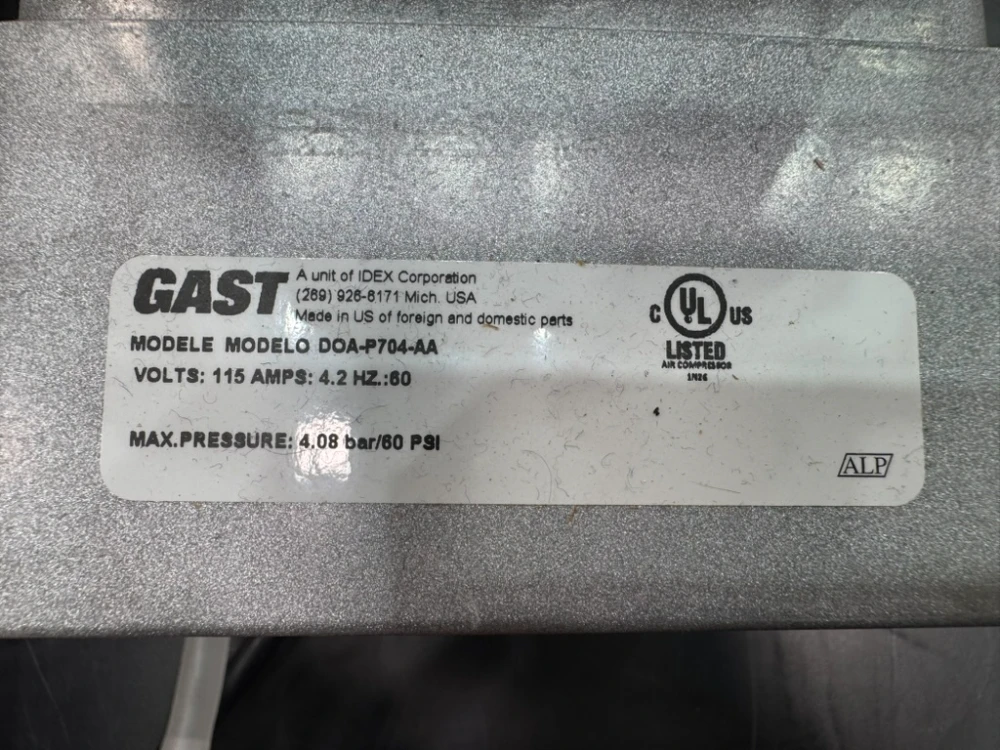 GAST
A unit of IDEX Corporation
(269) 926-6171 Mich. USA
Made in US of foreign and domestic parts
MODELE MODELO DOA-P704-AA
VOLTS: 115 AMPS: 4.2 HZ.:60
MAX.PRESSURE: 4.08 bar/60 PSI
C UL US
LISTED
AIR COMPRESSOR
1N26
4
ALP